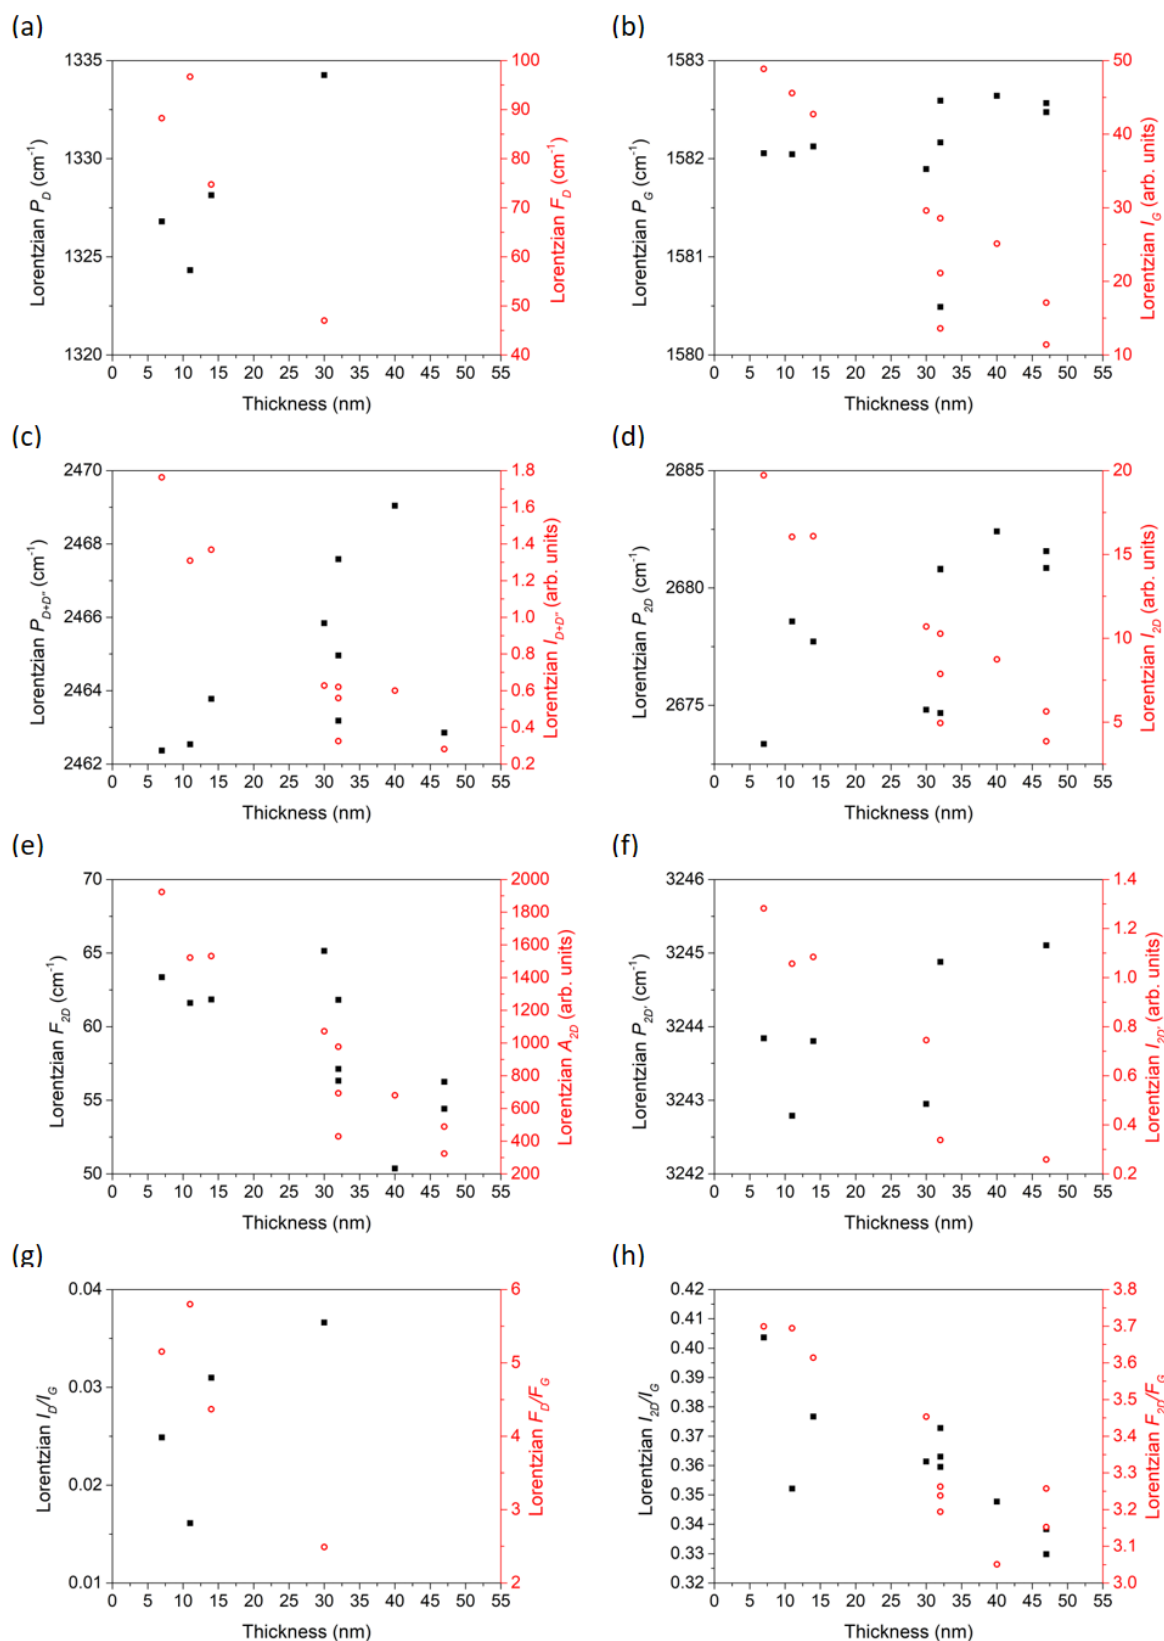 (a)
1335
1330
1325
1320
Lorentzian P_D (cm⁻¹)
100
90
80
70
60
50
40
Lorentzian F_D (cm⁻¹)
0 5 10 15 20 25 30 35 40 45 50 55
Thickness (nm)
(b)
1583
1582
1581
1580
Lorentzian P_G (cm⁻¹)
50
40
30
20
10
Lorentzian I_G (arb. units)
0 5 10 15 20 25 30 35 40 45 50 55
Thickness (nm)
(c)
2470
2468
2466
2464
2462
Lorentzian P_D+D" (cm⁻¹)
1.8
1.6
1.4
1.2
1.0
0.8
0.6
0.4
0.2
Lorentzian I_D+D" (arb. units)
0 5 10 15 20 25 30 35 40 45 50 55
Thickness (nm)
(d)
2685
2680
2675
Lorentzian P_2D (cm⁻¹)
20
15
10
5
Lorentzian I_2D (arb. units)
0 5 10 15 20 25 30 35 40 45 50 55
Thickness (nm)
(e)
70
65
60
55
50
Lorentzian F_2D (cm⁻¹)
2000
1800
1600
1400
1200
1000
800
600
400
200
Lorentzian A_2D (arb. units)
0 5 10 15 20 25 30 35 40 45 50 55
Thickness (nm)
(f)
3246
3245
3244
3243
3242
Lorentzian P_2D' (cm⁻¹)
1.4
1.2
1.0
0.8
0.6
0.4
0.2
Lorentzian I_2D' (arb. units)
0 5 10 15 20 25 30 35 40 45 50 55
Thickness (nm)
(g)
0.04
0.03
0.02
0.01
Lorentzian I_D/I_G
6
5
4
3
2
Lorentzian F_D/F_G
0 5 10 15 20 25 30 35 40 45 50 55
Thickness (nm)
(h)
0.42
0.41
0.40
0.39
0.38
0.37
0.36
0.35
0.34
0.33
0.32
Lorentzian I_2D/I_G
3.8
3.7
3.6
3.5
3.4
3.3
3.2
3.1
3.0
Lorentzian F_2D/F_G
0 5 10 15 20 25 30 35 40 45 50 55
Thickness (nm)